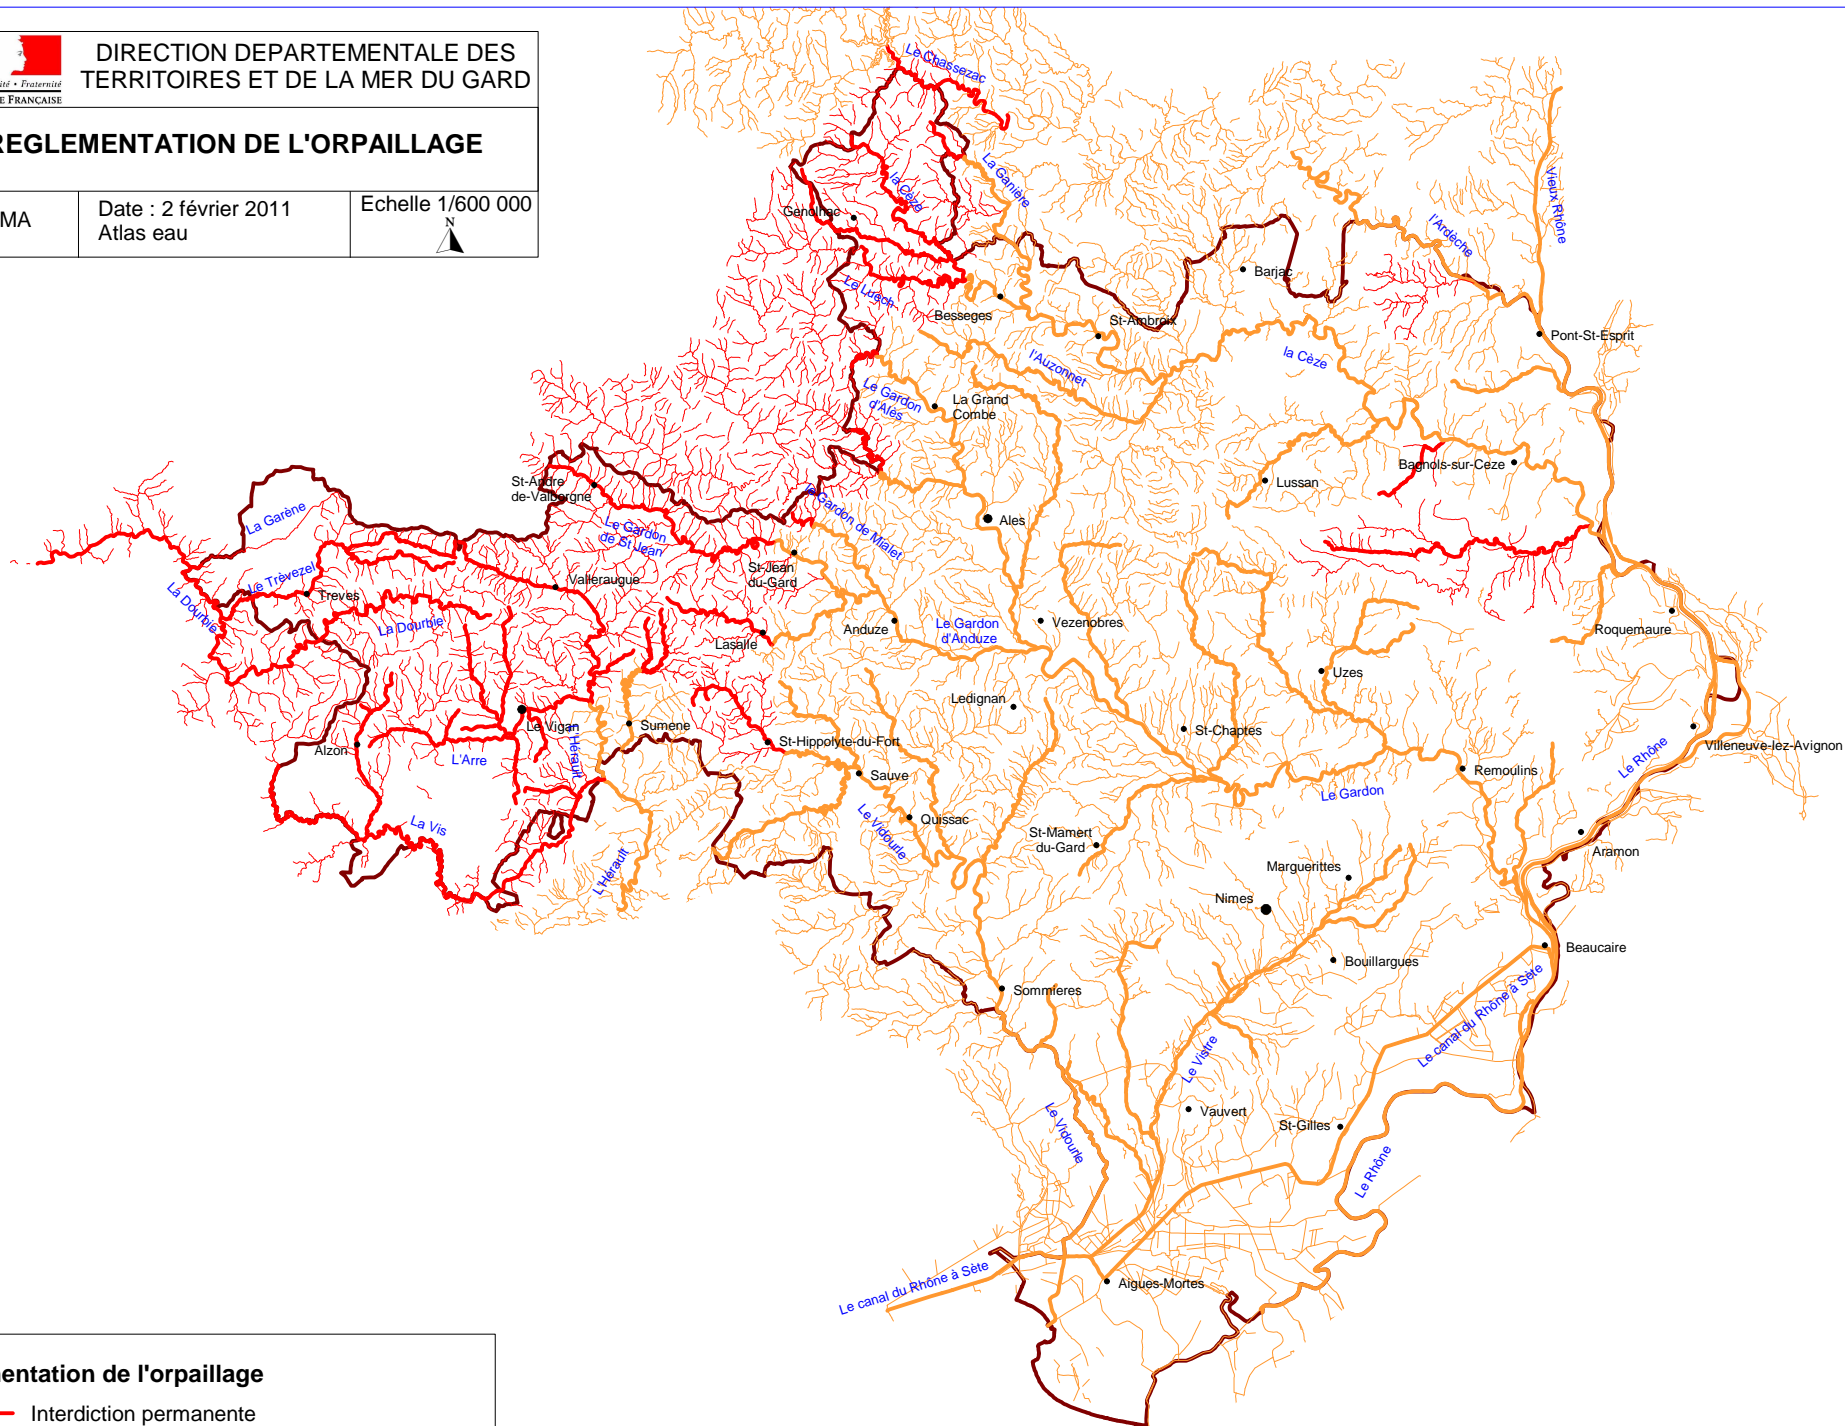 DIRECTION DEPARTEMENTALE DES
TERRITOIRES ET DE LA MER DU GARD
ité • Fraternité
E FRANÇAISE
REGLEMENTATION DE L'ORPAILLAGE
MA
Date : 2 février 2011
Atlas eau
Echelle 1/600 000
N
Le Chassezac
La Ganière
la Cèze
Genolhac
Vieux Rhône
l'Ardèche
Barjac
Le Luech
Besseges
St-Ambroix
Pont-St-Esprit
l'Auzonnet
la Cèze
Le Gardon
d'Alès
La Grand
Combe
Bagnols-sur-Ceze
Lussan
St-Andre
de-Valborgne
La Garène
le Gardon de Mialet
Le Gardon
de St Jean
Ales
St-Jean
du-Gard
Le Trèvezel
Treves
Valleraugue
La Dourbie
La Dourbie
Lasalle
Anduze
Le Gardon
d'Anduze
Vezenobres
Roquemaure
Uzes
Ledignan
Le Vigan
Sumene
L'Hérault
St-Chaptes
St-Hippolyte-du-Fort
Alzon
L'Arre
Sauve
Villeneuve-lez-Avignon
Le Rhône
Remoulins
Le Gardon
La Vis
Le Vidourle
Quissac
St-Mamert
du-Gard
Aramon
L'Hérault
Marguerittes
Nimes
Beaucaire
Bouillargues
Sommieres
Le canal du Rhône à Sète
Le Vistre
Vauvert
Le Vidourle
St-Gilles
Le Rhône
Le canal du Rhône à Sète
Aigues-Mortes
entation de l'orpaillage
Interdiction permanente